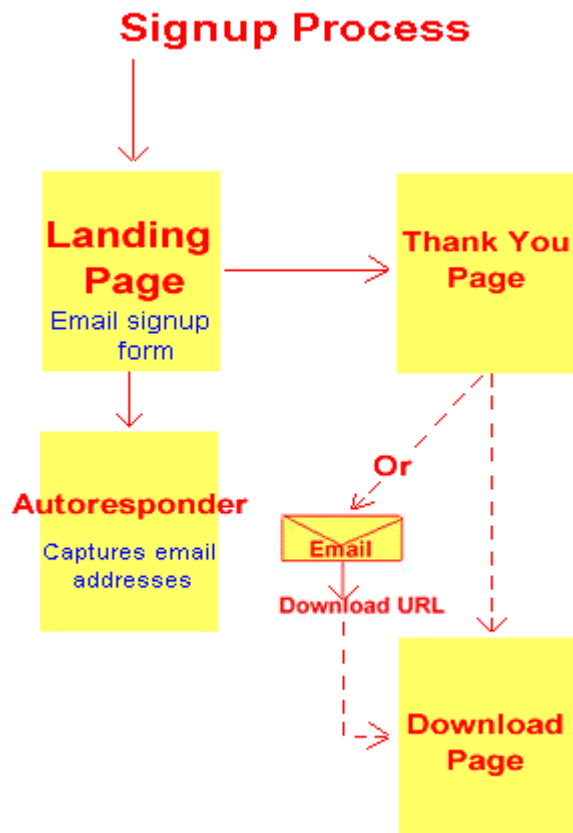 Signup Process
Landing
Page
Email signup
form
Thank You
Page
Autoresponder
Captures email
addresses
Or
Email
Download URL
Download
Page